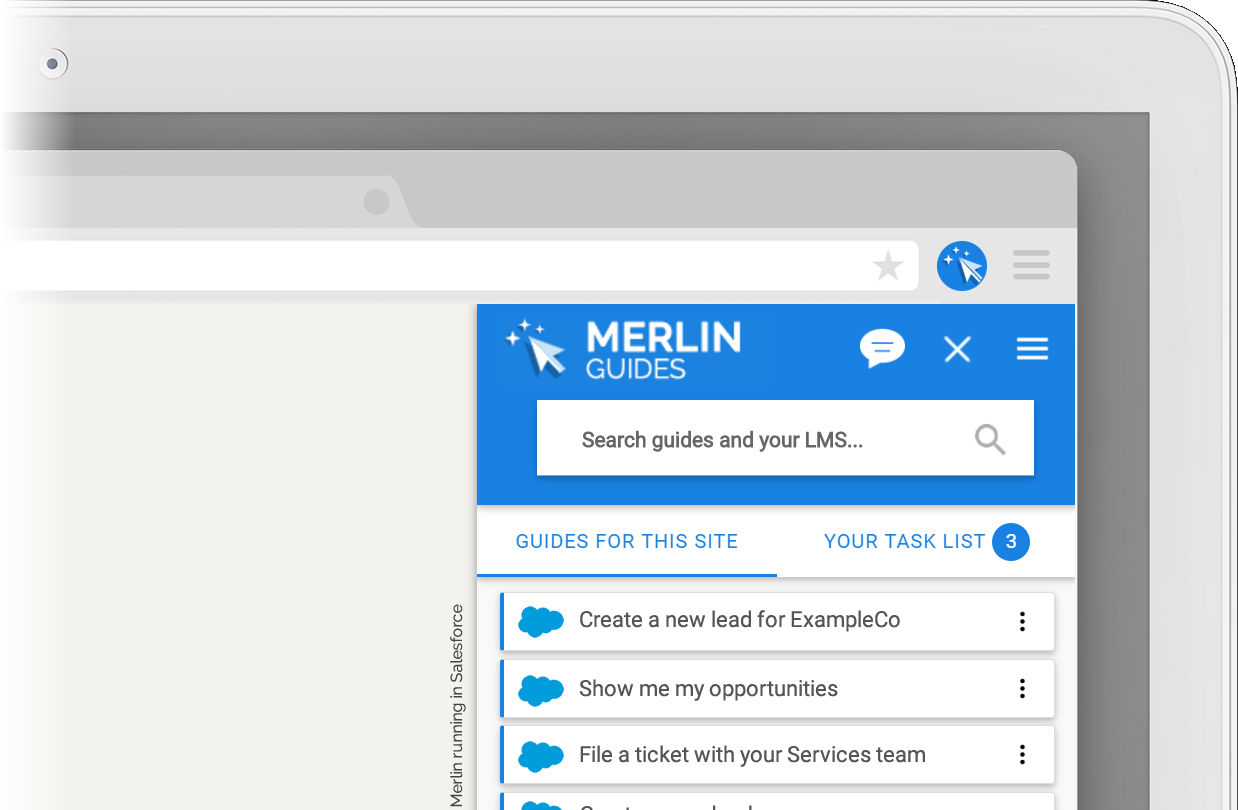 MERLIN
GUIDES
Search guides and your LMS...
GUIDES FOR THIS SITE
YOUR TASK LIST 3
Create a new lead for ExampleCo
Show me my opportunities
File a ticket with your Services team
Merlin running in Salesforce